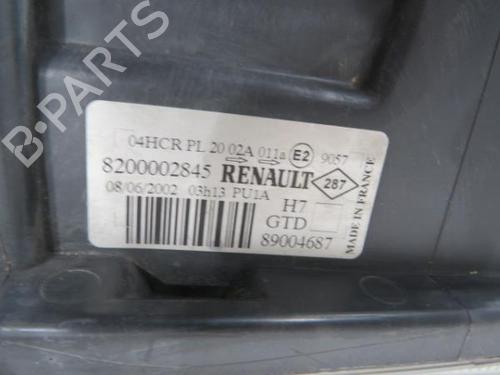 04HCR PL 20 02A 011a E2 9057
8200002845 RENAULT 287
08/06/2002 03h13 PU1A
H7
GTD
89004687
MADE IN FRANCE
B-PARTS